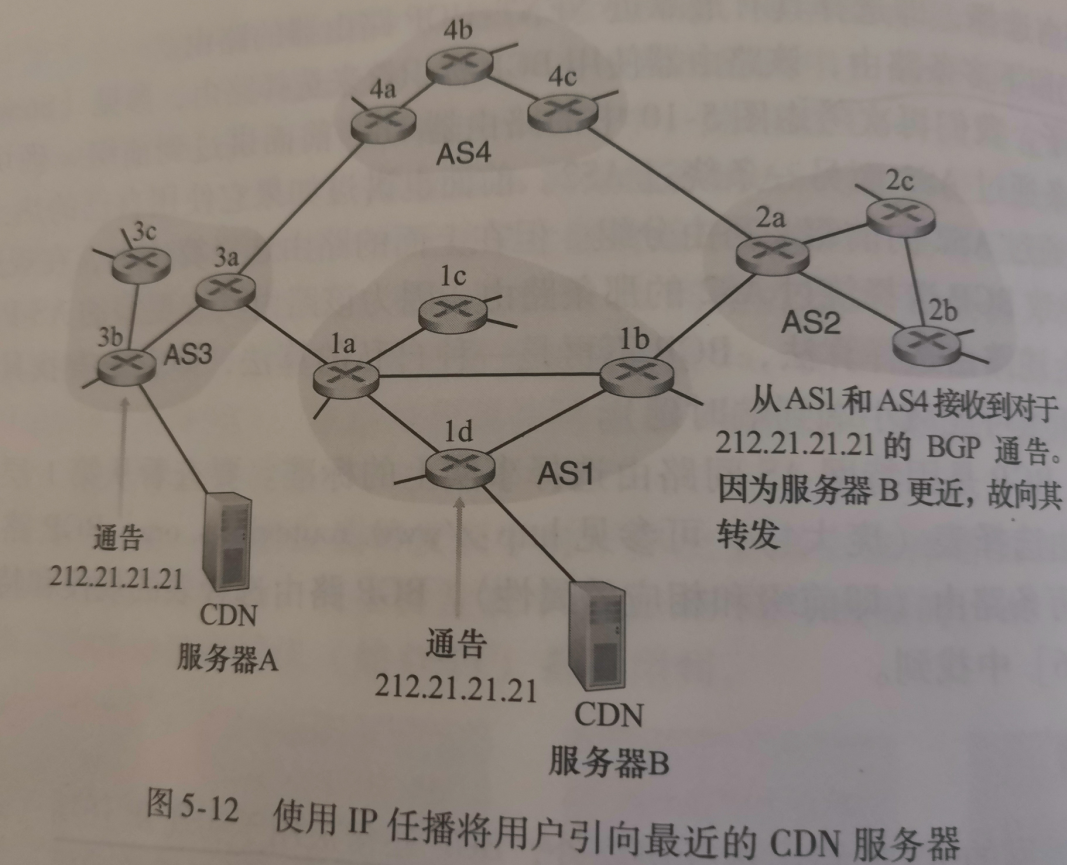 4b
4a
4c
AS4
2c
2a
3c
3a
1c
2b
AS2
3b
AS3
1a
1b
从AS1和AS4接收到对于
212.21.21.21 的 BGP 通告。
因为服务器 B 更近，故向其
转发
1d
AS1
通告
212.21.21.21
CDN
服务器A
通告
212.21.21.21
CDN
服务器B
图 5-12 使用 IP 任播将用户引向最近的 CDN 服务器